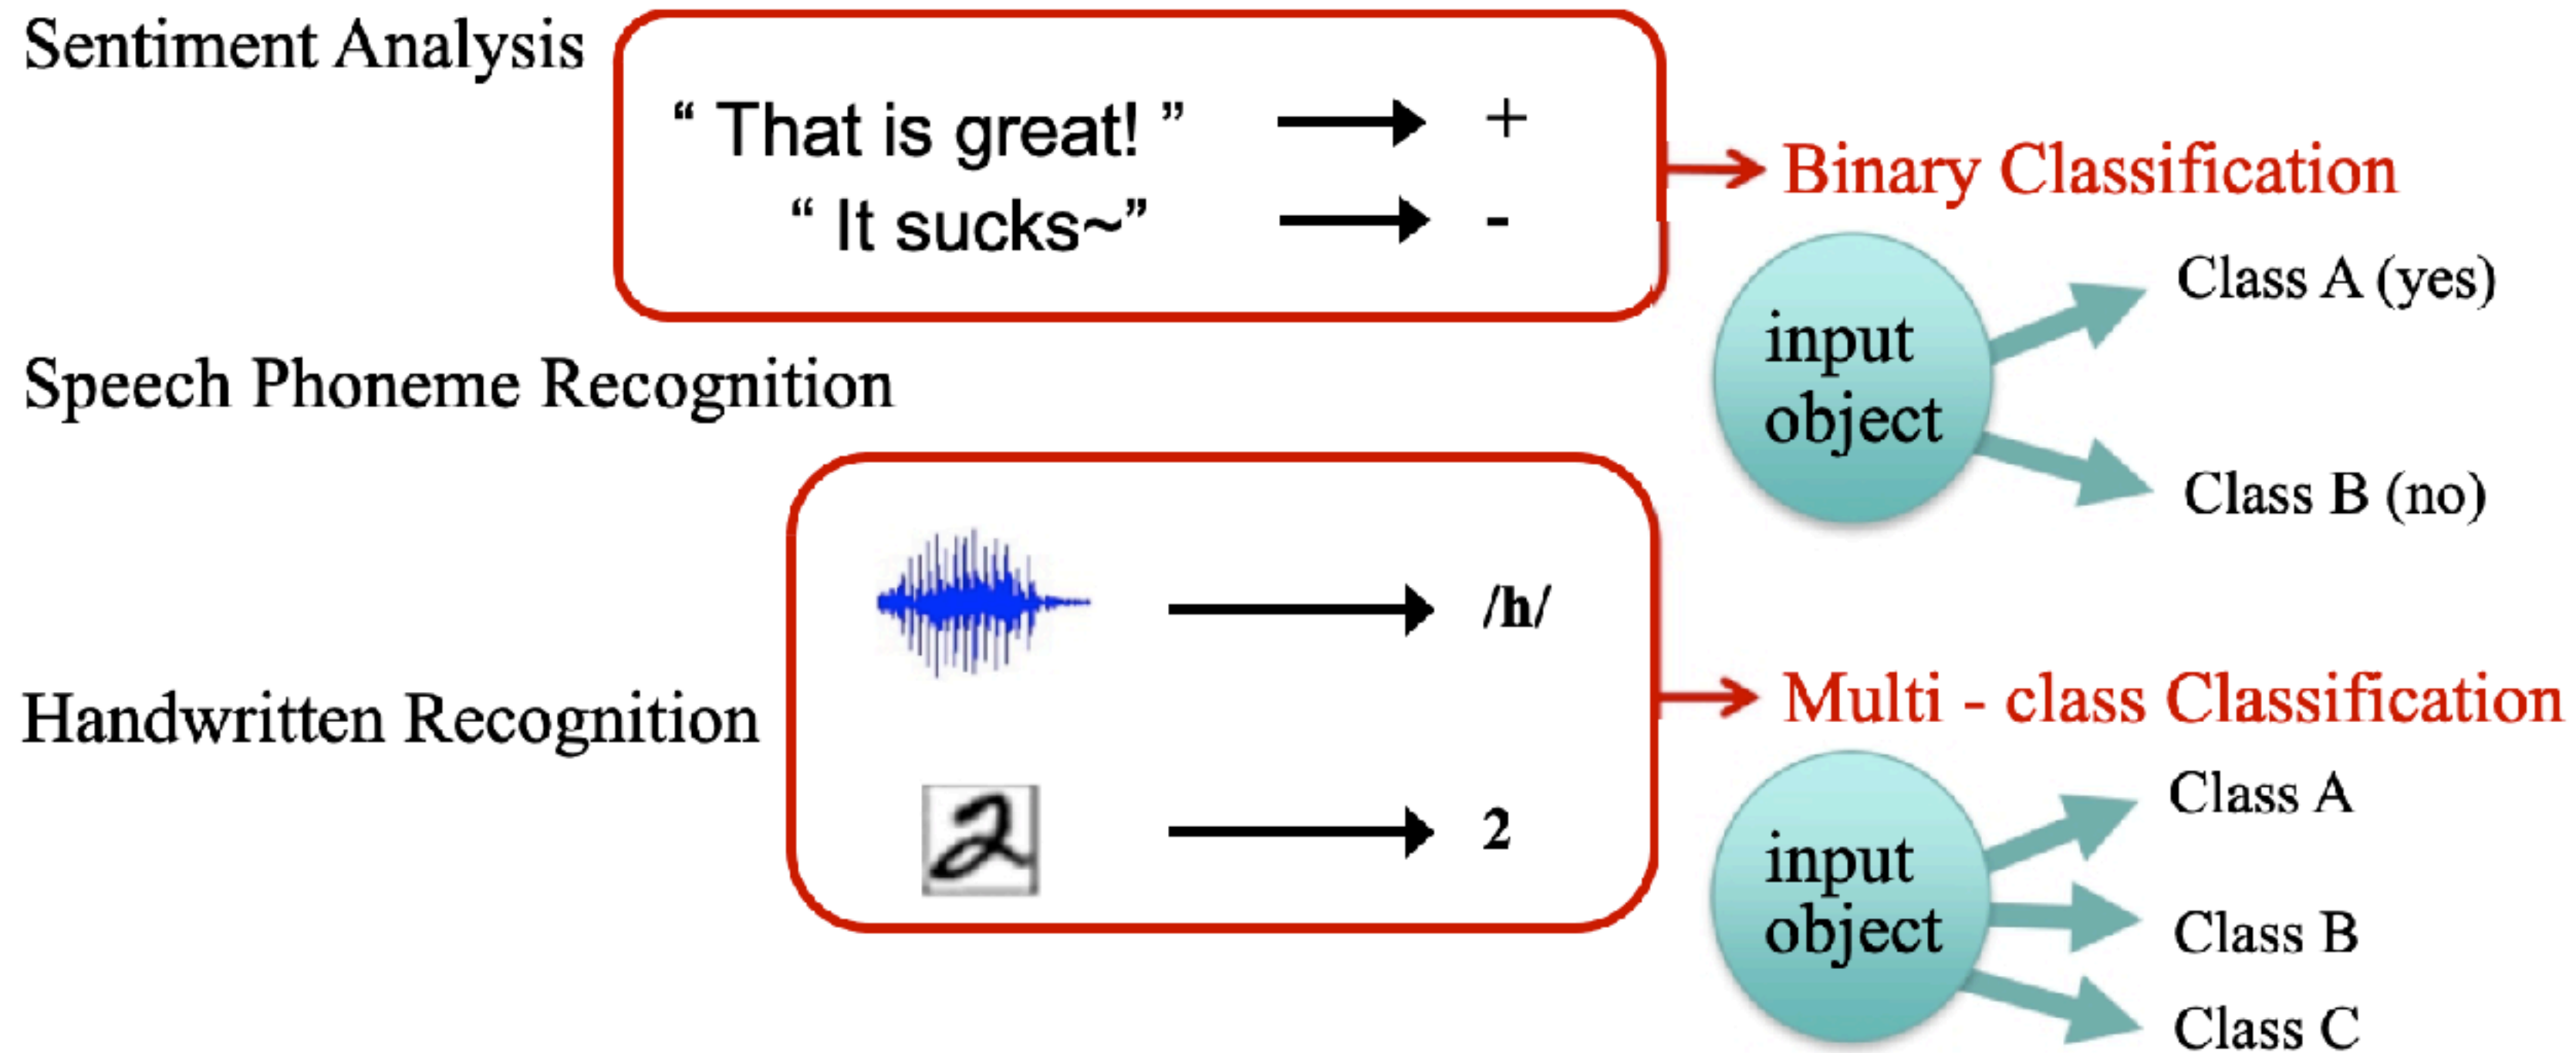 Sentiment Analysis
“ That is great! ” +
“ It sucks~” -
Binary Classification
input
object
Class A (yes)
Class B (no)
Speech Phoneme Recognition
/h/
Handwritten Recognition
2
2
Multi - class Classification
input
object
Class A
Class B
Class C